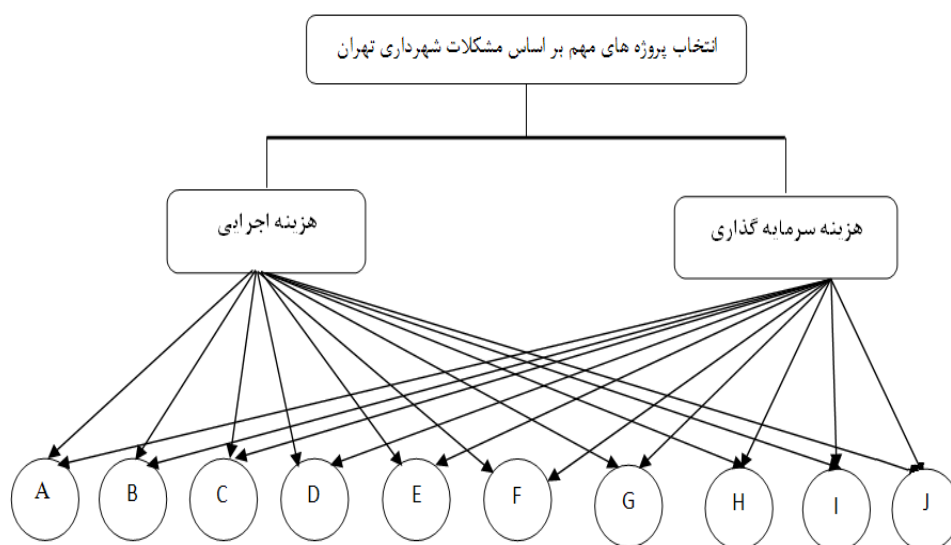 انتخاب پروژه های مهم بر اساس مشکلات شهرداری تهران
هزینه سرمایه گذاری
هزینه اجرایی
A
B
C
D
E
F
G
H
I
J